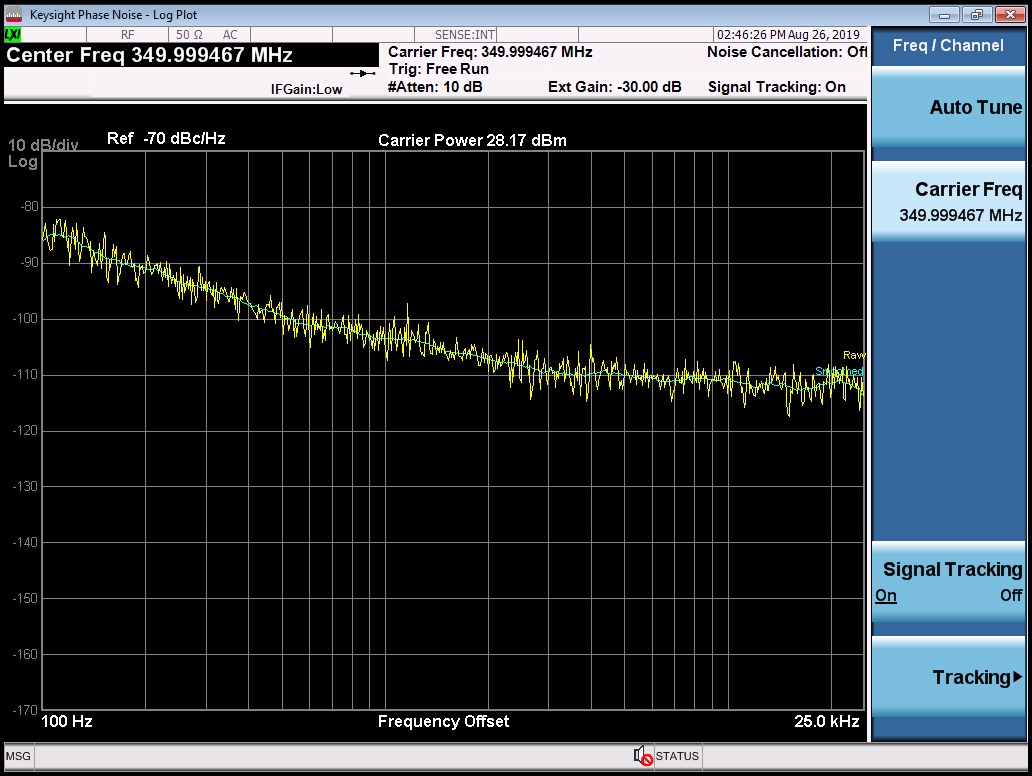 Keysight Phase Noise - Log Plot
LXI
RF
50 Ω
AC
SENSE:INT
02:46:26 PM Aug 26, 2019
Center Freq 349.999467 MHz
IFGain:Low
Carrier Freq: 349.999467 MHz
Noise Cancellation: Off
Trig: Free Run
#Atten: 10 dB
Ext Gain: -30.00 dB
Signal Tracking: On
10 dB/div
Log
Ref -70 dBc/Hz
Carrier Power 28.17 dBm
-80
-90
-100
-110
-120
-130
-140
-150
-160
-170
Raw
Smoothed
100 Hz
Frequency Offset
25.0 kHz
Freq / Channel
Auto Tune
Carrier Freq
349.999467 MHz
Signal Tracking
On Off
Tracking
MSG
STATUS